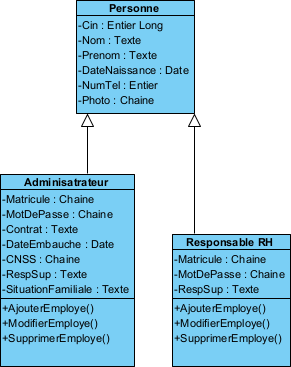 Personne
-Cin : Entier Long
-Nom : Texte
-Prenom : Texte
-DateNaissance : Date
-NumTel : Entier
-Photo : Chaine
Adminisatrateur
-Matricule : Chaine
-MotDePasse : Chaine
-Contrat : Texte
-DateEmbauche : Date
-CNSS : Chaine
-RespSup : Texte
-SituationFamiliale : Texte
+AjouterEmploye()
+ModifierEmploye()
+SupprimerEmploye()
Responsable RH
-Matricule : Chaine
-MotDePasse : Chaine
-RespSup : Texte
+AjouterEmploye()
+ModifierEmploye()
+SupprimerEmploye()